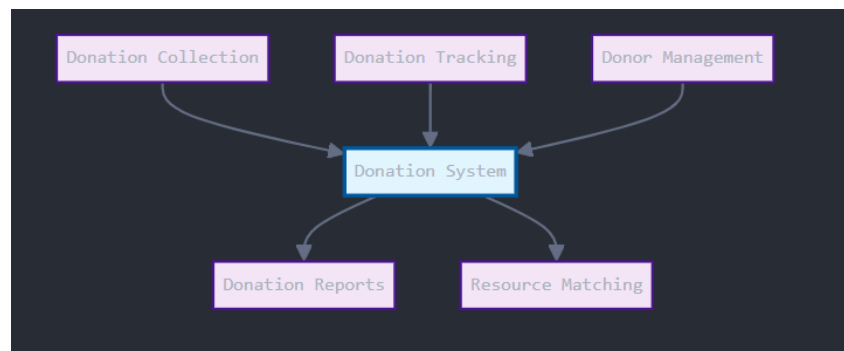 Donation Collection
Donation Tracking
Donor Management
Donation System
Donation Reports
Resource Matching